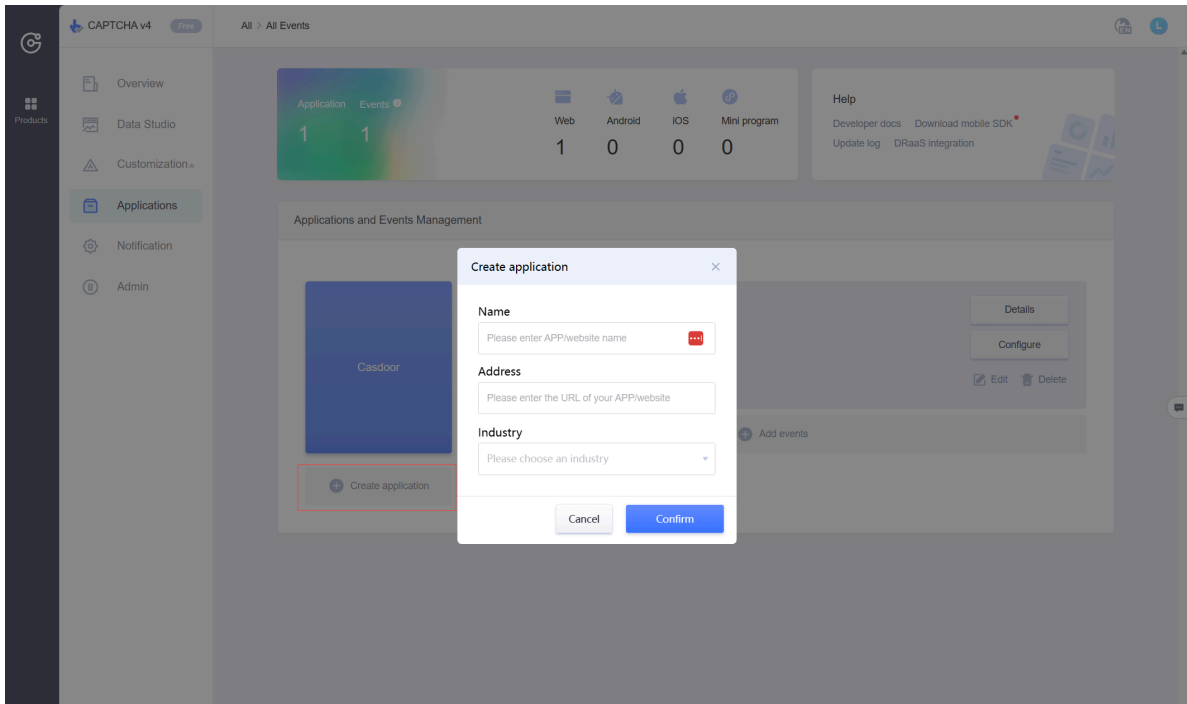 CAPTCHA v4 Free All > All Events
Products
Overview
Data Studio
Customization
Applications
Notification
Admin
Application Events
1 1
Web Android iOS Mini program
1 0 0 0
Help
Developer docs Download mobile SDK
Update log DRaaS integration
Applications and Events Management
Casdoor
Create application
Create application
Name
Please enter APP/website name
Address
Please enter the URL of your APP/website
Industry
Please choose an industry
Cancel Confirm
Details
Configure
Edit Delete
Add events
L